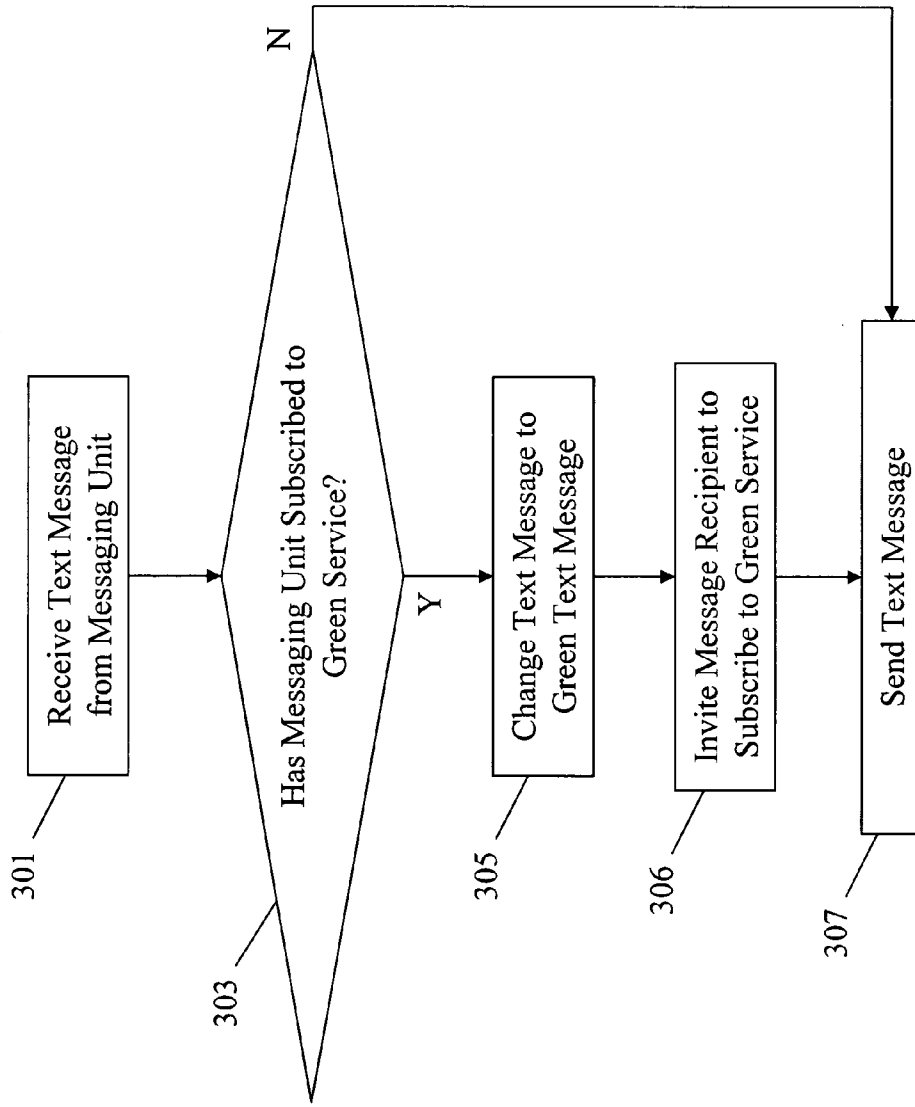 301
Receive Text Message
from Messaging Unit
303
Has Messaging Unit Subscribed to
Green Service?
N
Y
305
Change Text Message to
Green Text Message
306
Invite Message Recipient to
Subscribe to Green Service
307
Send Text Message